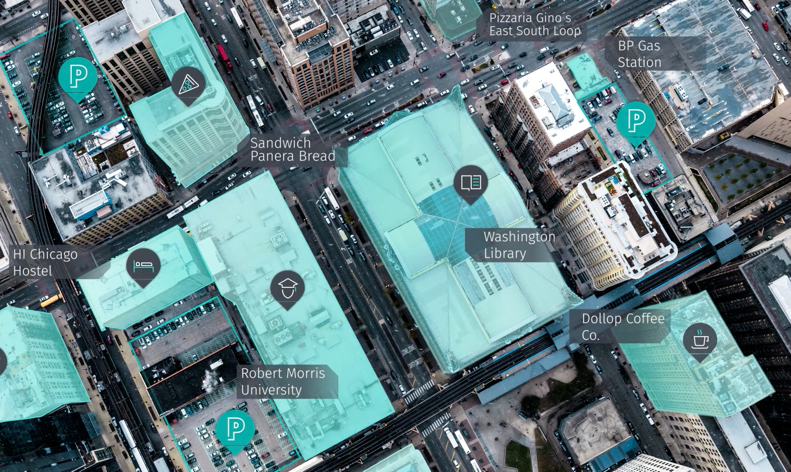 Pizzaria Gino's
East South Loop
BP Gas
Station
P
P
Sandwich
Panera Bread
Washington
Library
HI Chicago
Hostel
Dollop Coffee
Co.
Robert Morris
University
P